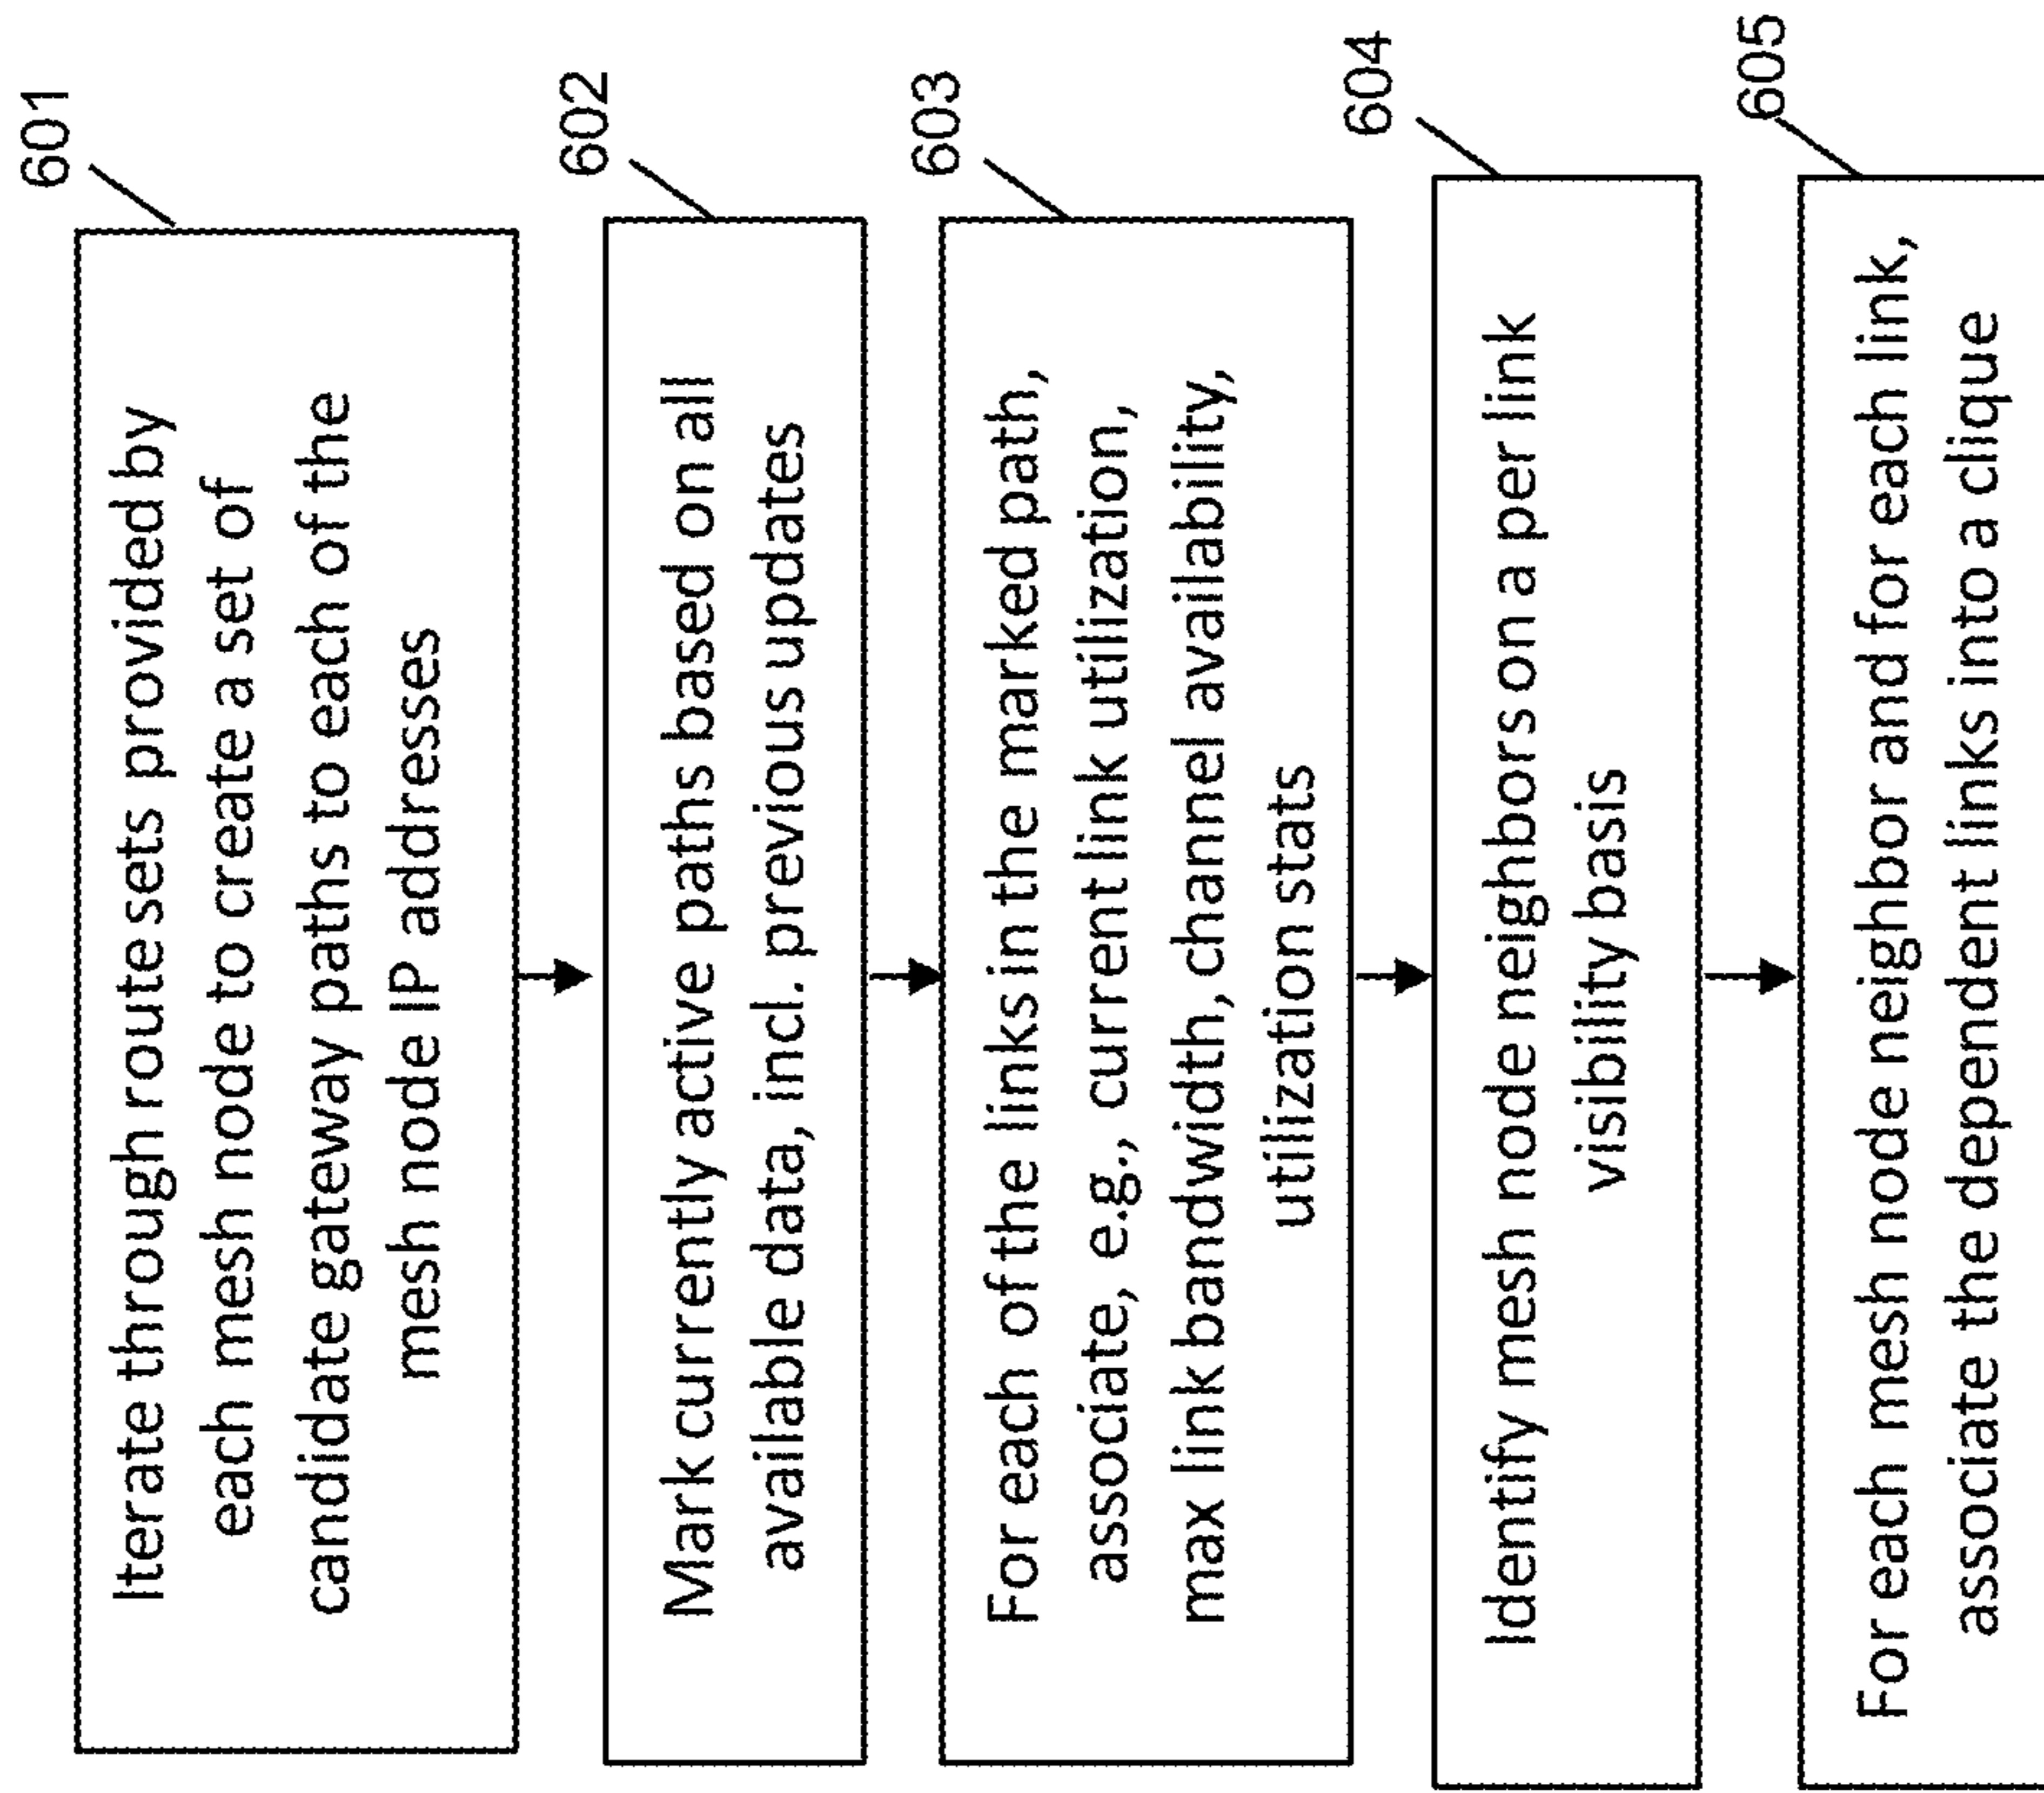 601
Iterate through route sets provided by
each mesh node to create a set of
candidate gateway paths to each of the
mesh node IP addresses
602
Mark currently active paths based on all
available data, incl. previous updates
603
For each of the links in the marked path,
associate, e.g., current link utilization,
max link bandwidth, channel availability,
utilization stats
604
Identify mesh node neighbors on a per link
visibility basis
605
For each mesh node neighbor and for each link,
associate the dependent links into a clique